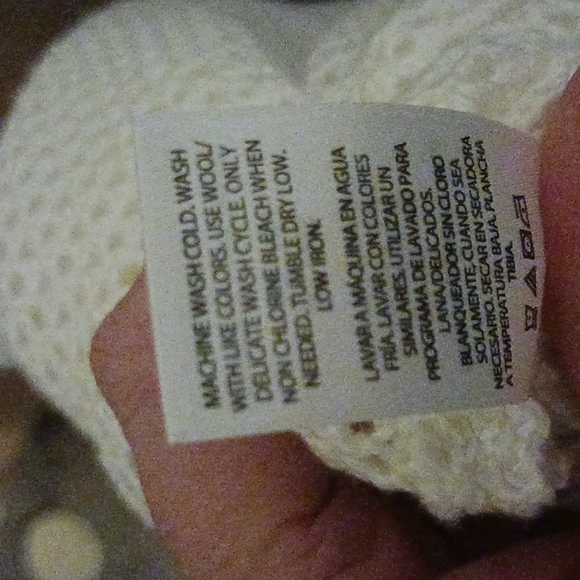 MACHINE WASH COLD. WASH
WITH LIKE COLORS. USE WOOL/
DELICATE WASH CYCLE. ONLY
NON CHLORINE BLEACH WHEN
NEEDED. TUMBLE DRY LOW.
LOW IRON.
LAVAR A MÁQUINA EN AGUA
FRÍA. LAVAR CON COLORES
SIMILARES. UTILIZAR UN
PROGRAMA DE LAVADO PARA
LANA/DELICADOS.
BLANQUEADOR SIN CLORO
SOLAMENTE, CUANDO SEA
NECESARIO. SECAR EN SECADORA
A TEMPERATURA BAJA. PLANCHA
TIBIA.